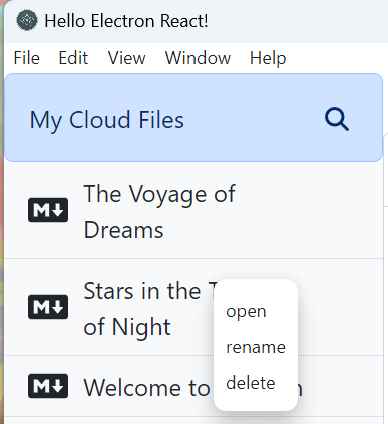 Hello Electron React!
File Edit View Window Help
My Cloud Files
M
The Voyage of
Dreams
M
Stars in the
of Night
open
rename
delete
M
Welcome to